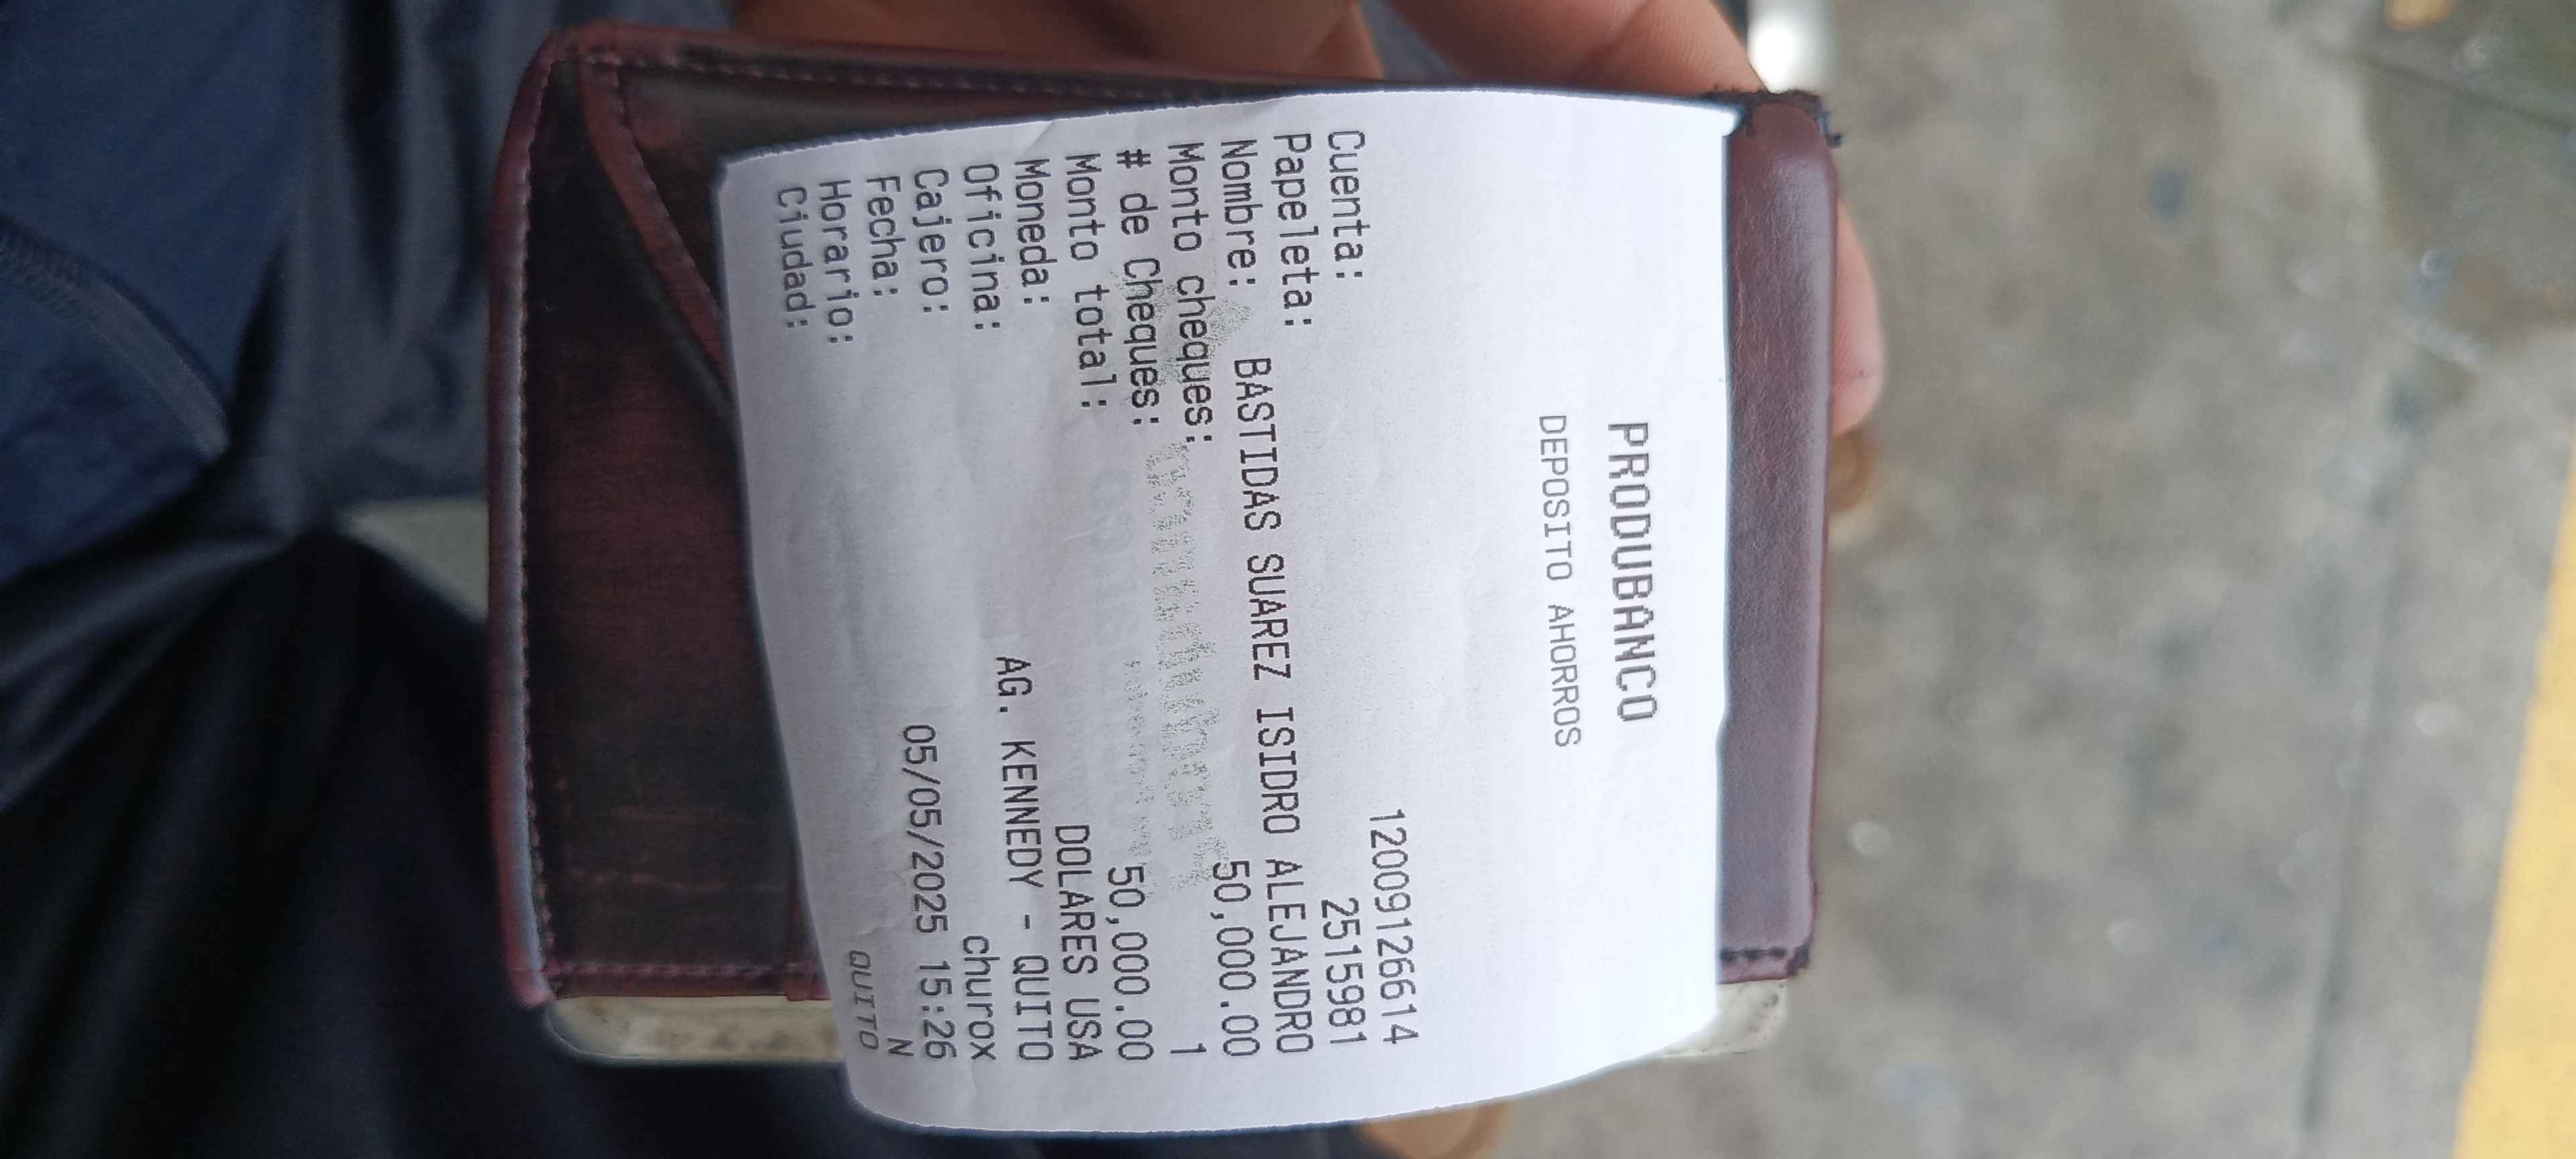 PRODUBANCO
DEPOSITO AHORROS
Cuenta: 12009126614
Papeleta: 2515981
Nombre: BASTIDAS SUAREZ ISIDRO ALEJANDRO
Monto cheques: 50,000.00
# de Cheques: 1
Monto total: 50,000.00
Moneda: DOLARES USA
Oficina: AG. KENNEDY - QUITO
Cajero: churox
Fecha: 05/05/2025 15:26
Horario: N
Ciudad: QUITO